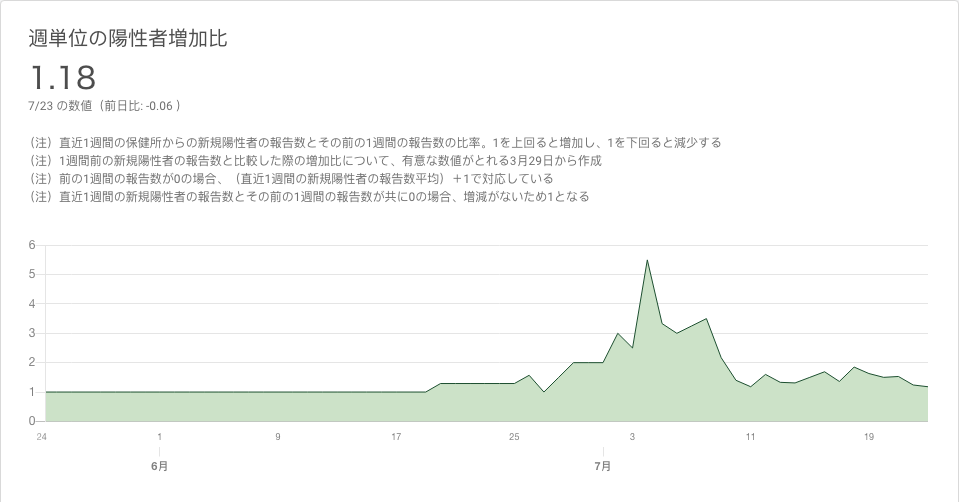 週単位の陽性者増加比
1.18
7/23 の数値（前日比: -0.06 ）
（注）直近1週間の保健所からの新規陽性者の報告数とその前の1週間の報告数の比率。1を上回ると増加し、1を下回ると減少する
（注）1週間前の新規陽性者の報告数と比較した際の増加比について、有意な数値がとれる3月29日から作成
（注）前の1週間の報告数が0の場合、（直近1週間の新規陽性者の報告数平均）＋1で対応している
（注）直近1週間の新規陽性者の報告数とその前の1週間の報告数が共に0の場合、増減がないため1となる
6
5
4
3
2
1
0
24 1 9 17 25 3 11 19
6月 7月